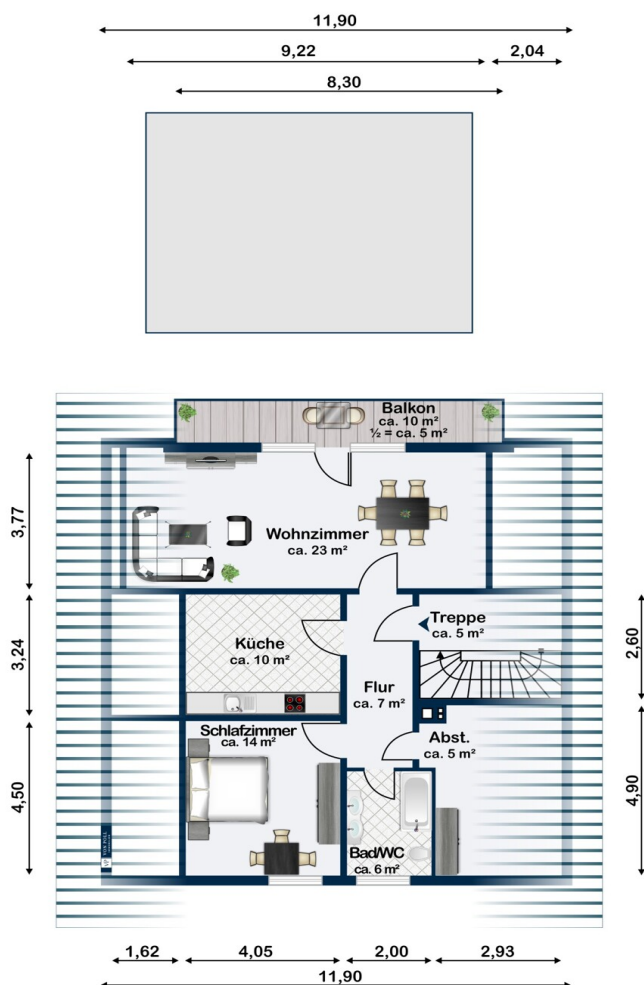 11,90
9,22
2,04
8,30
Balkon
ca. 10 m²
½ = ca. 5 m²
3,77
Wohnzimmer
ca. 23 m²
3,24
Küche
ca. 10 m²
Treppe
ca. 5 m²
2,60
Flur
ca. 7 m²
Schlafzimmer
ca. 14 m²
Abst.
ca. 5 m²
4,50
4,90
Bad/WC
ca. 6 m²
VP VON POLL
1,62
4,05
2,00
2,93
11,90